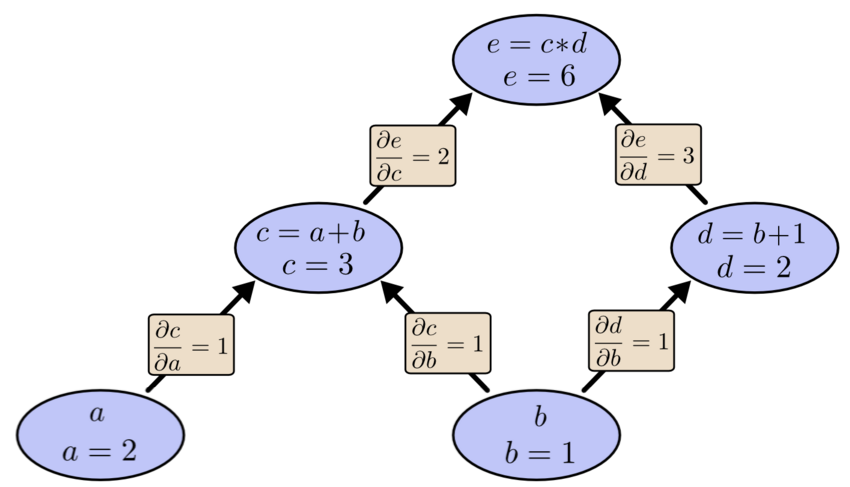 e = c*d
e = 6
∂e/∂c = 2
∂e/∂d = 3
c = a+b
c = 3
d = b+1
d = 2
∂c/∂a = 1
∂c/∂b = 1
∂d/∂b = 1
a
a = 2
b
b = 1